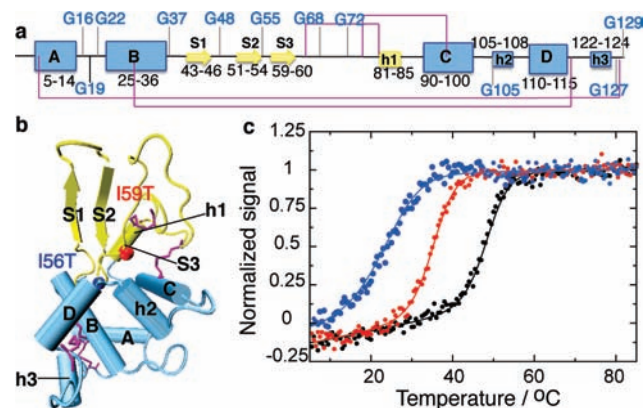 a
G16 G22 G37 G48 G55 G68 G72 G129
A B S1 S2 S3 h1 C 105-108 h2 D 122-124 h3
5-14 25-36 43-46 51-54 59-60 81-85 90-100 110-115
G19 G105 G127
b
I59T
S1 S2 h1
S3
I56T
C
h2
D B A
h3
c
Normalized signal
1.25
1
0.75
0.5
0.25
0
-0.25
20 40 60 80
Temperature / ºC